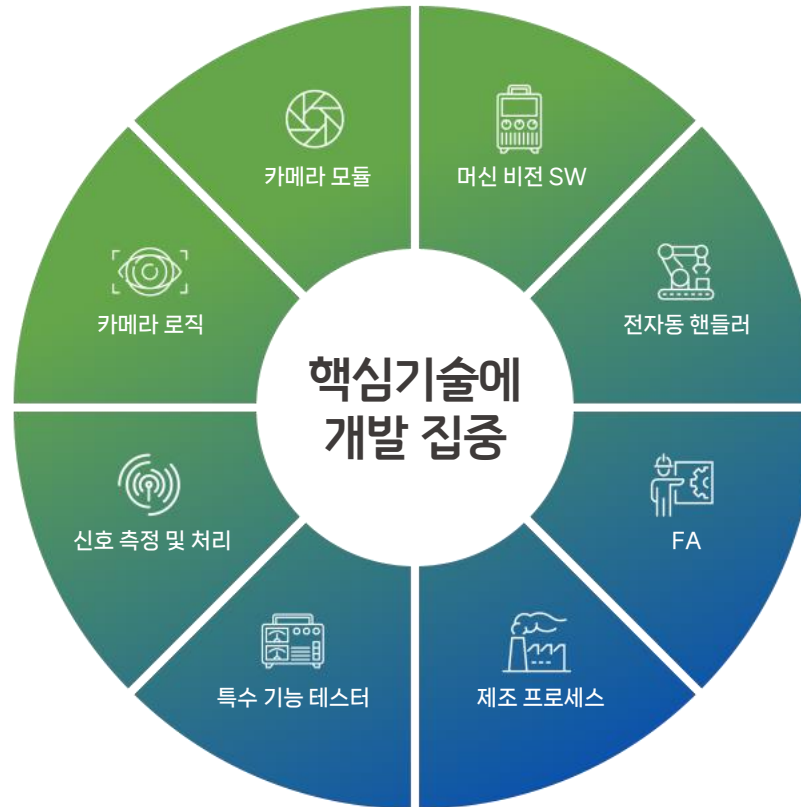 카메라 모듈
머신 비전 SW
카메라 로직
전자동 핸들러
핵심기술에
개발 집중
신호 측정 및 처리
FA
특수 기능 테스터
제조 프로세스